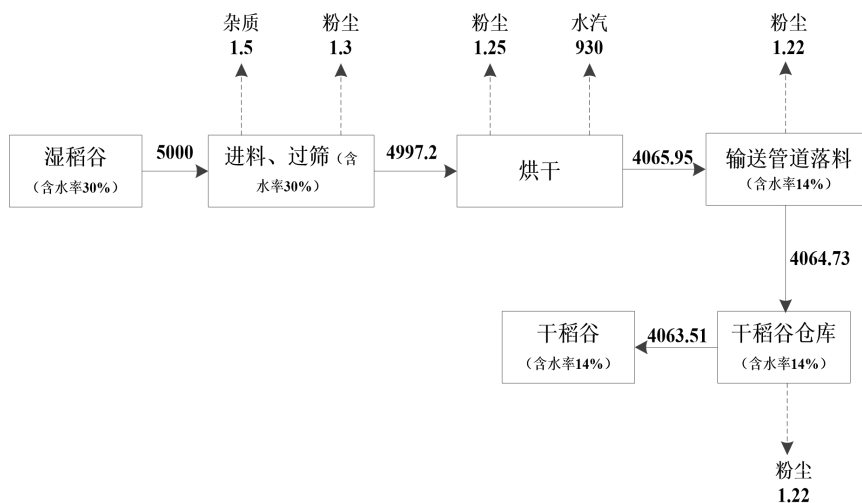 杂质
1.5
粉尘
1.3
粉尘
1.25
水汽
930
粉尘
1.22
湿稻谷
（含水率30%）
5000
进料、过筛（含
水率30%）
4997.2
烘干
4065.95
输送管道落料
（含水率14%）
4064.73
干稻谷
（含水率14%）
4063.51
干稻谷仓库
（含水率14%）
粉尘
1.22